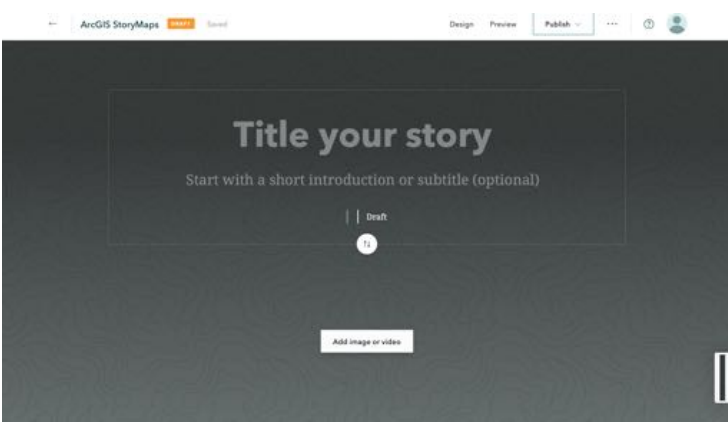 ArcGIS StoryMaps DRAFT Saved Design Preview Publish
Title your story
Start with a short introduction or subtitle (optional)
Draft
Add image or video